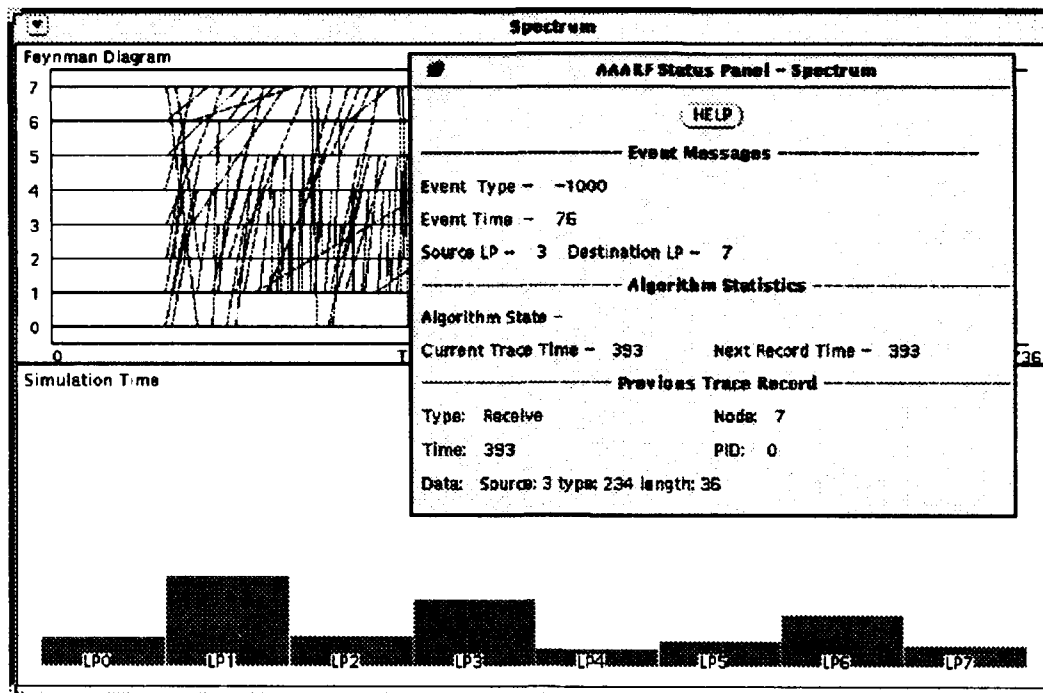 Spectrum
Feynman Diagram
7
6
5
4
3
2
1
0
0
T
736
AAARF Status Panel - Spectrum
HELP
Event Messages
Event Type - -1000
Event Time - 76
Source LP - 3 Destination LP - 7
Algorithm Statistics
Algorithm State -
Current Trace Time - 393 Next Record Time - 393
Previous Trace Record
Type: Receive Node: 7
Time: 393 PID: 0
Data: Source: 3 type: 234 length: 36
Simulation Time
LP0 LP1 LP2 LP3 LP4 LP5 LP6 LP7